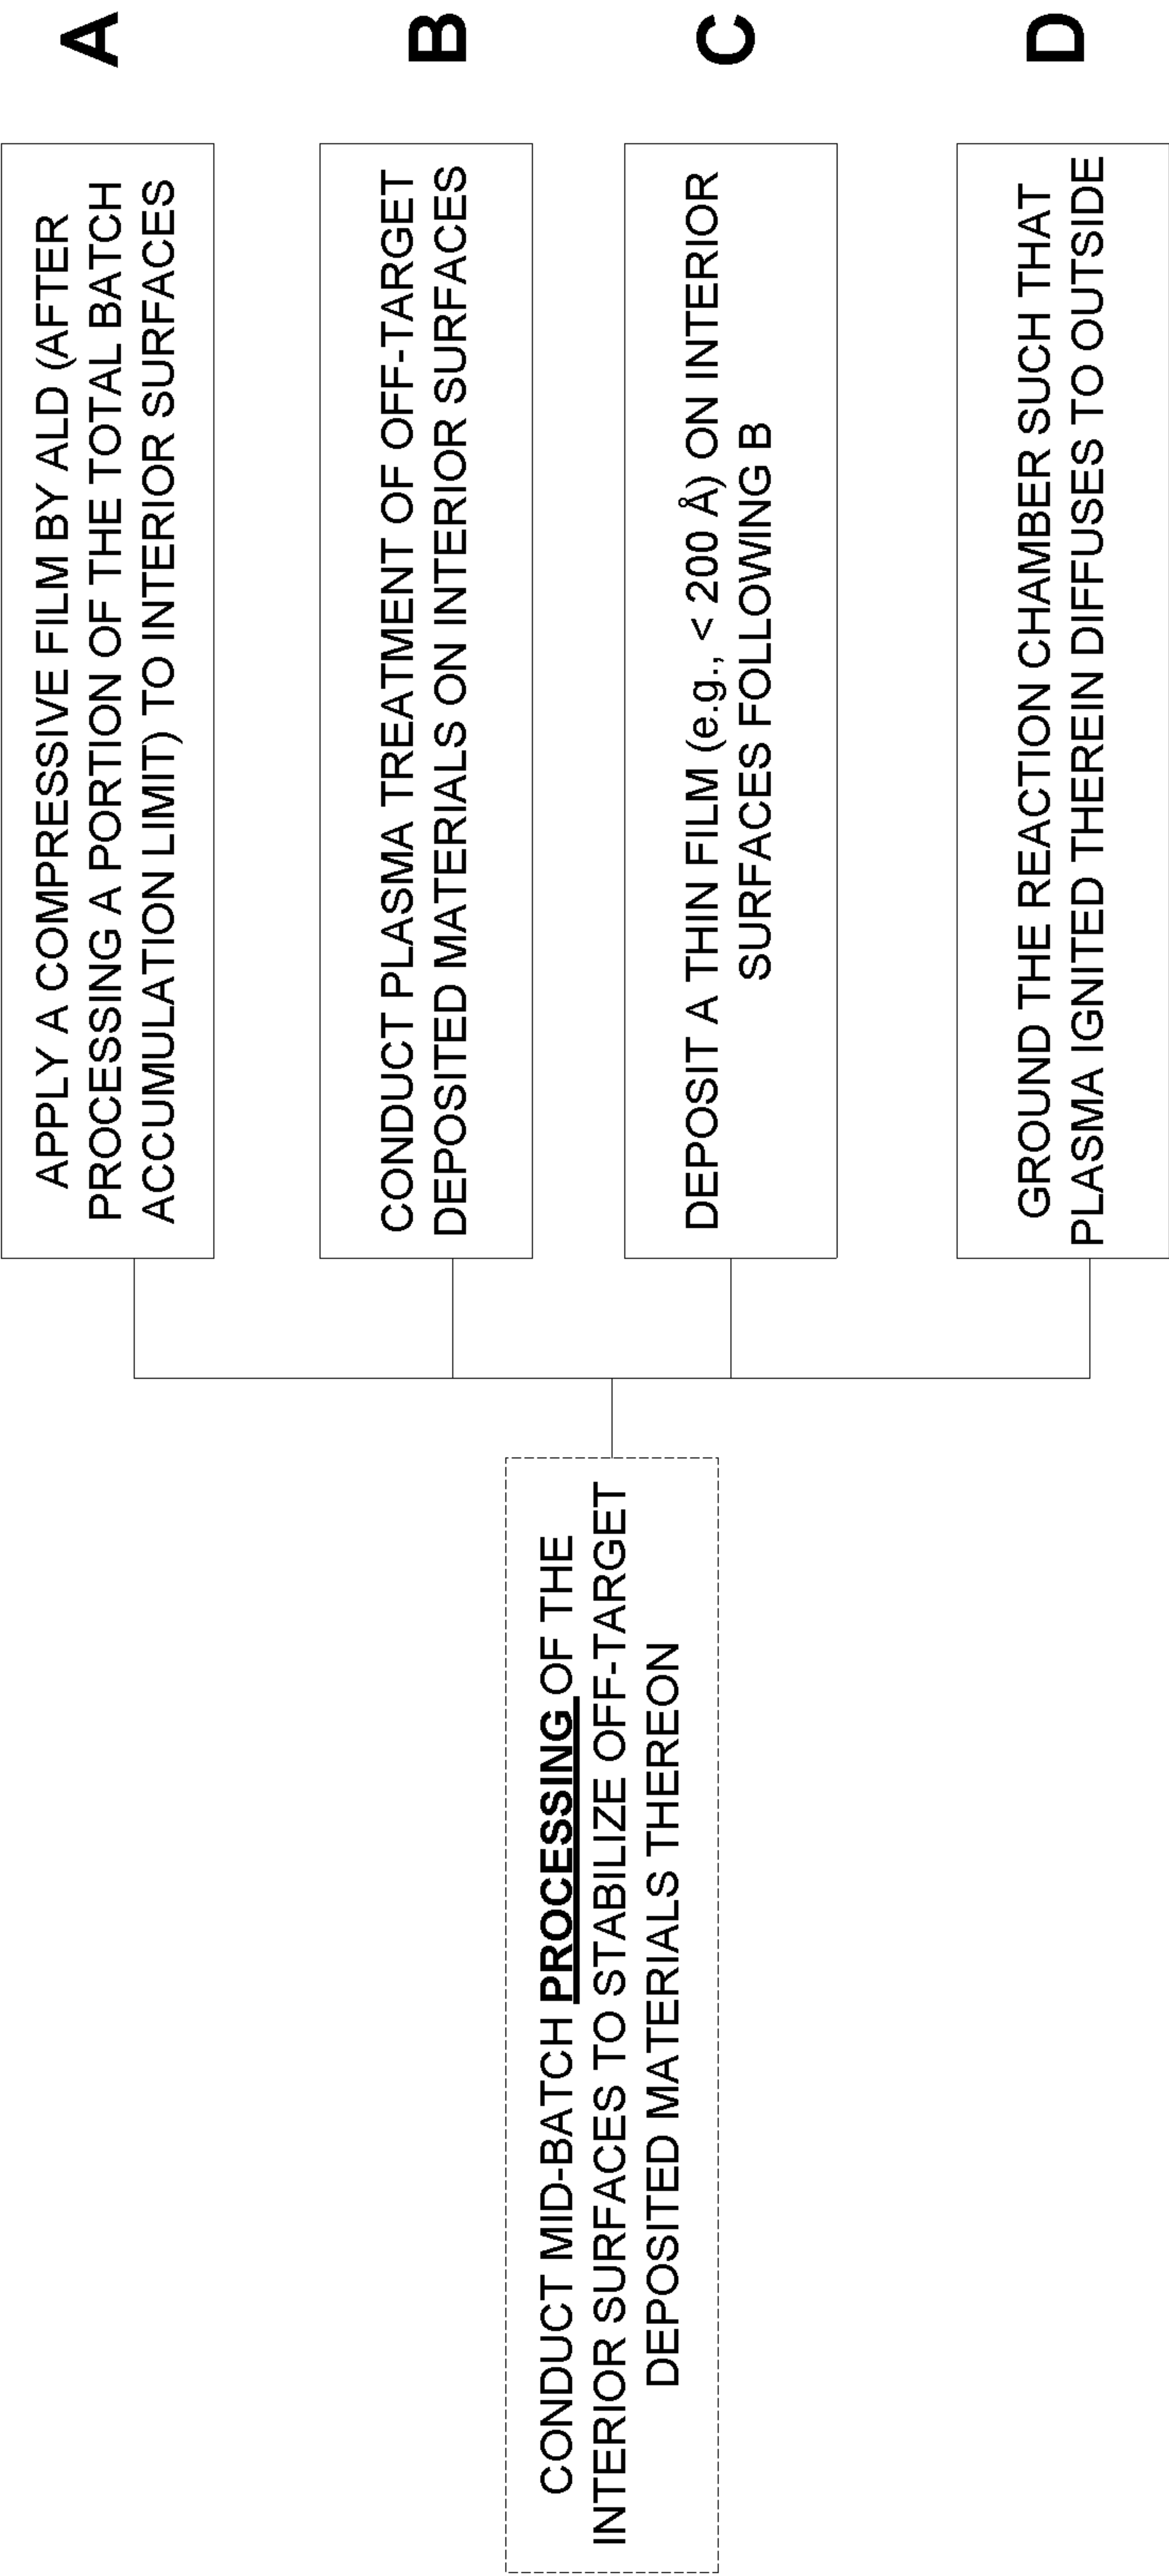 CONDUCT MID-BATCH PROCESSING OF THE
INTERIOR SURFACES TO STABILIZE OFF-TARGET
DEPOSITED MATERIALS THEREON
APPLY A COMPRESSIVE FILM BY ALD (AFTER
PROCESSING A PORTION OF THE TOTAL BATCH
ACCUMULATION LIMIT) TO INTERIOR SURFACES
A
CONDUCT PLASMA TREATMENT OF OFF-TARGET
DEPOSITED MATERIALS ON INTERIOR SURFACES
B
DEPOSIT A THIN FILM (e.g., < 200 Å) ON INTERIOR
SURFACES FOLLOWING B
C
GROUND THE REACTION CHAMBER SUCH THAT
PLASMA IGNITED THEREIN DIFFUSES TO OUTSIDE
D